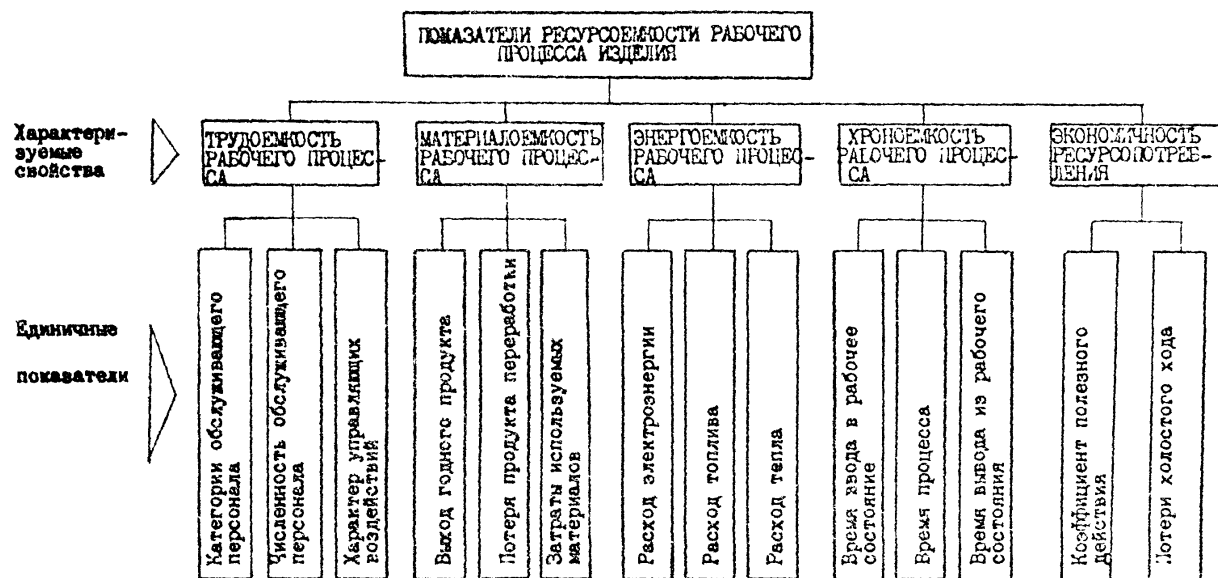 ПОКАЗАТЕЛИ РЕСУРСОЕМКОСТИ РАБОЧЕГО
ПРОЦЕССА ИЗДЕЛИЯ
Характери-
зуемые
свойства
ТРУДОЕМКОСТЬ
РАБОЧЕГО ПРОЦЕС-
СА
МАТЕРИАЛОЕМКОСТЬ
РАБОЧЕГО ПРОЦЕС-
СА
ЭНЕРГОЕМКОСТЬ
РАБОЧЕГО ПРОЦЕС-
СА
ХРОНОЕМКОСТЬ
РАБОЧЕГО ПРОЦЕС-
СА
ЭКОНОМИЧНОСТЬ
РЕСУРСОПОТРЕБ-
ЛЕНИЯ
Единичные
показатели
Категории обслуживающего
персонала
Численность обслуживающего
персонала
Характер управляющих
воздействий
Выход годного продукта
Потеря продукта переработки
Затраты используемых
материалов
Расход электроэнергии
Расход топлива
Расход тепла
Время ввода в рабочее
состояние
Время процесса
Время вывода из рабочего
состояния
Коэффициент полезного
действия
Потери холостого хода